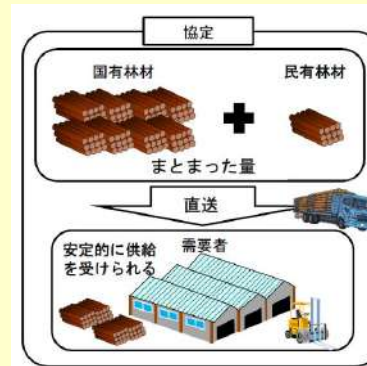 協定
国有林材
民有林材
まとまった量
直送
安定的に供給
を受けられる
需要者